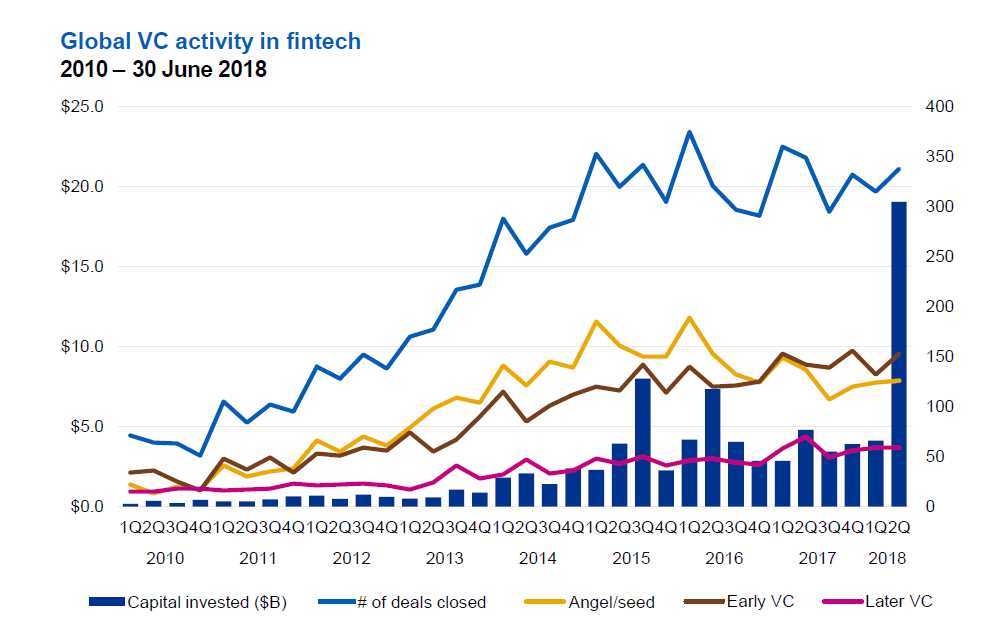 Global VC activity in fintech
2010 – 30 June 2018
$25.0 400
350
$20.0
300
$15.0
250
200
$10.0
150
$5.0
100
50
$0.0 0
1Q2Q3Q4Q1Q2Q3Q4Q1Q2Q3Q4Q1Q2Q3Q4Q1Q2Q3Q4Q1Q2Q3Q4Q1Q2Q3Q4Q1Q2Q3Q4Q1Q2Q
2010 2011 2012 2013 2014 2015 2016 2017 2018
Capital invested ($B) # of deals closed Angel/seed Early VC Later VC